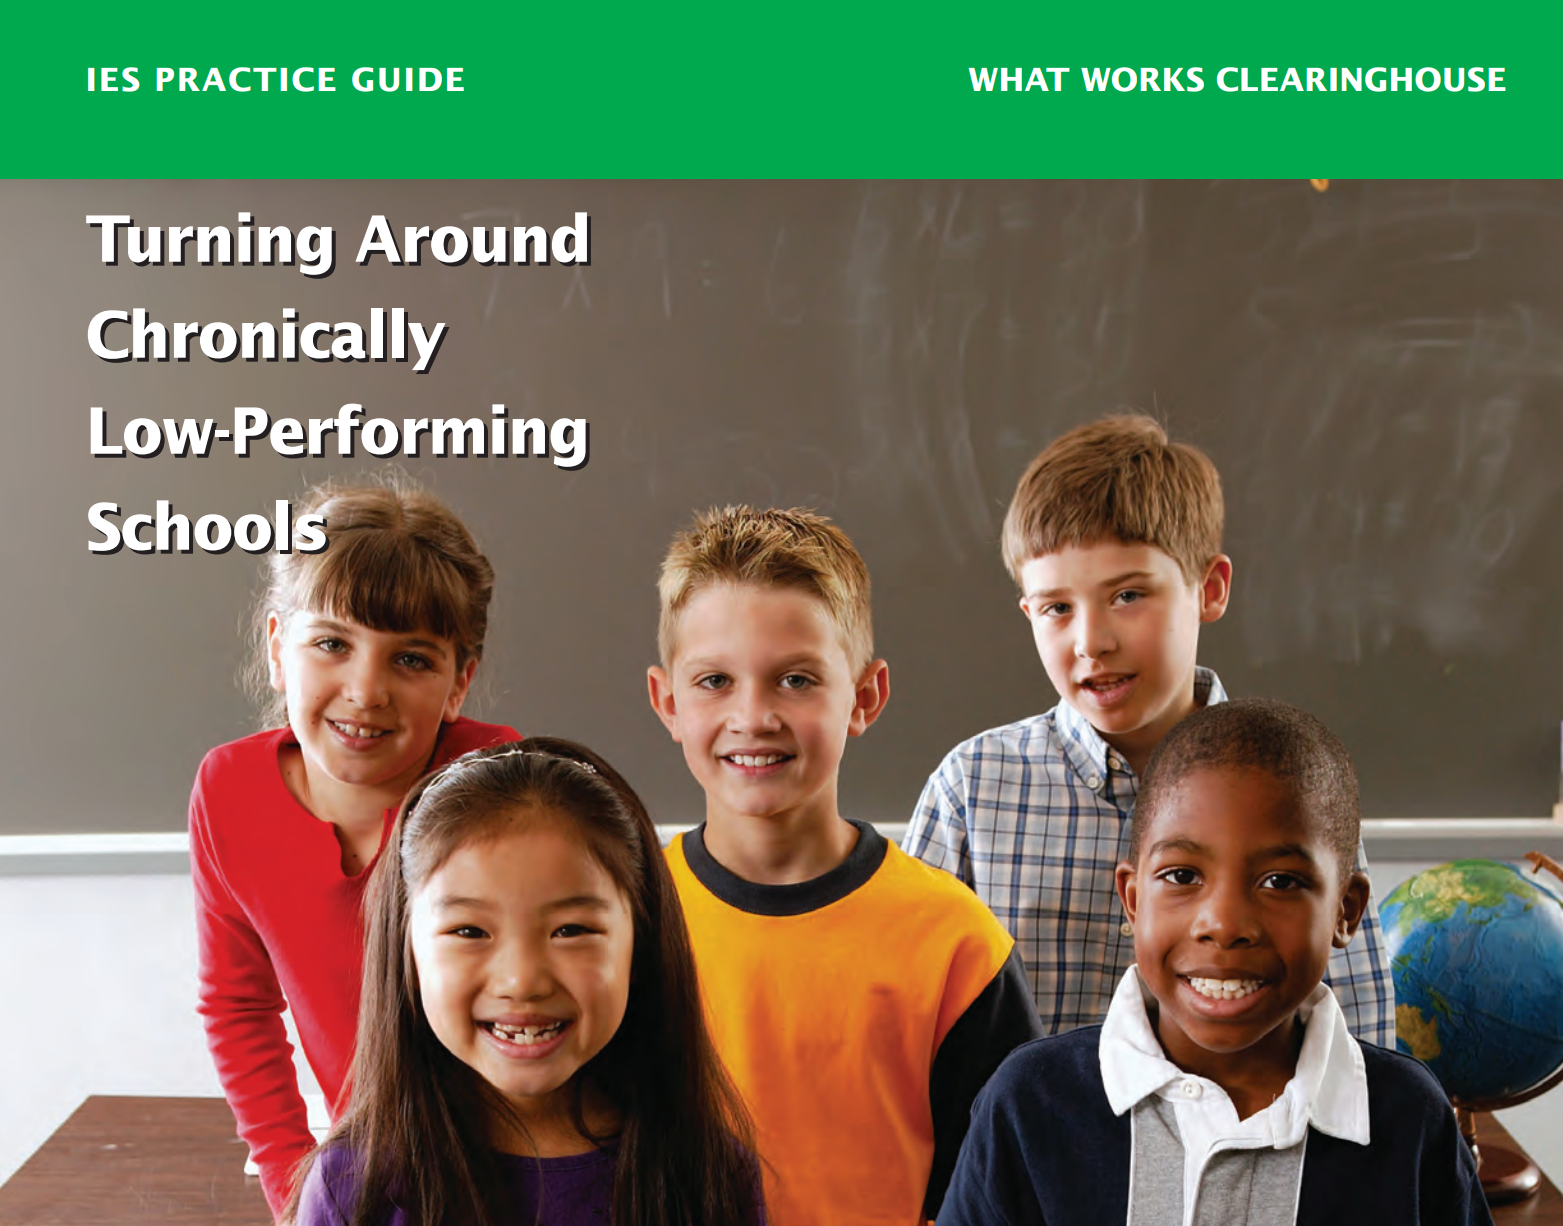 IES PRACTICE GUIDE
WHAT WORKS CLEARINGHOUSE
Turning Around
Chronically
Low-Performing
Schools